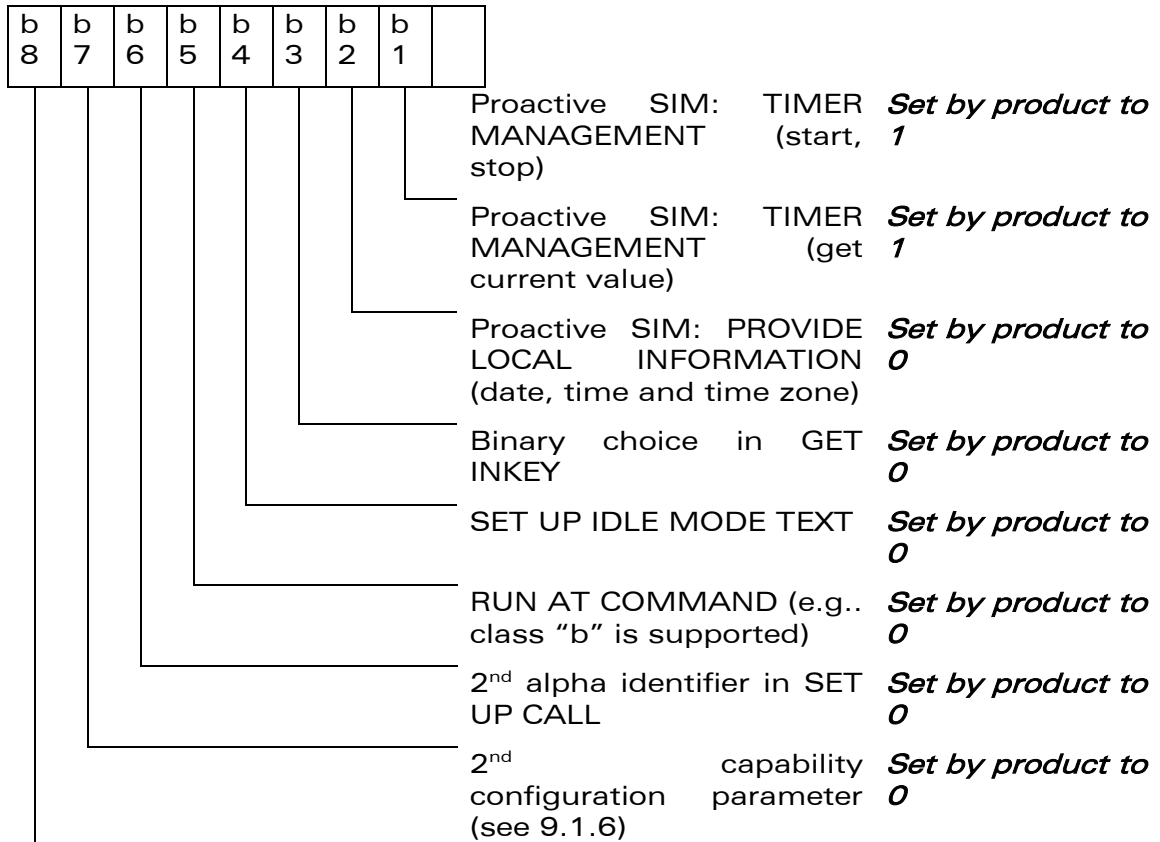 b b b b b b b b
8 7 6 5 4 3 2 1
Proactive SIM: TIMER Set by product to
MANAGEMENT (start, 1
stop)
Proactive SIM: TIMER Set by product to
MANAGEMENT (get 1
current value)
Proactive SIM: PROVIDE Set by product to
LOCAL INFORMATION 0
(date, time and time zone)
Binary choice in GET Set by product to
INKEY 0
SET UP IDLE MODE TEXT Set by product to
0
RUN AT COMMAND (e.g.. Set by product to
class “b” is supported) 0
2nd alpha identifier in SET Set by product to
UP CALL 0
2nd capability Set by product to
configuration parameter 0
(see 9.1.6)